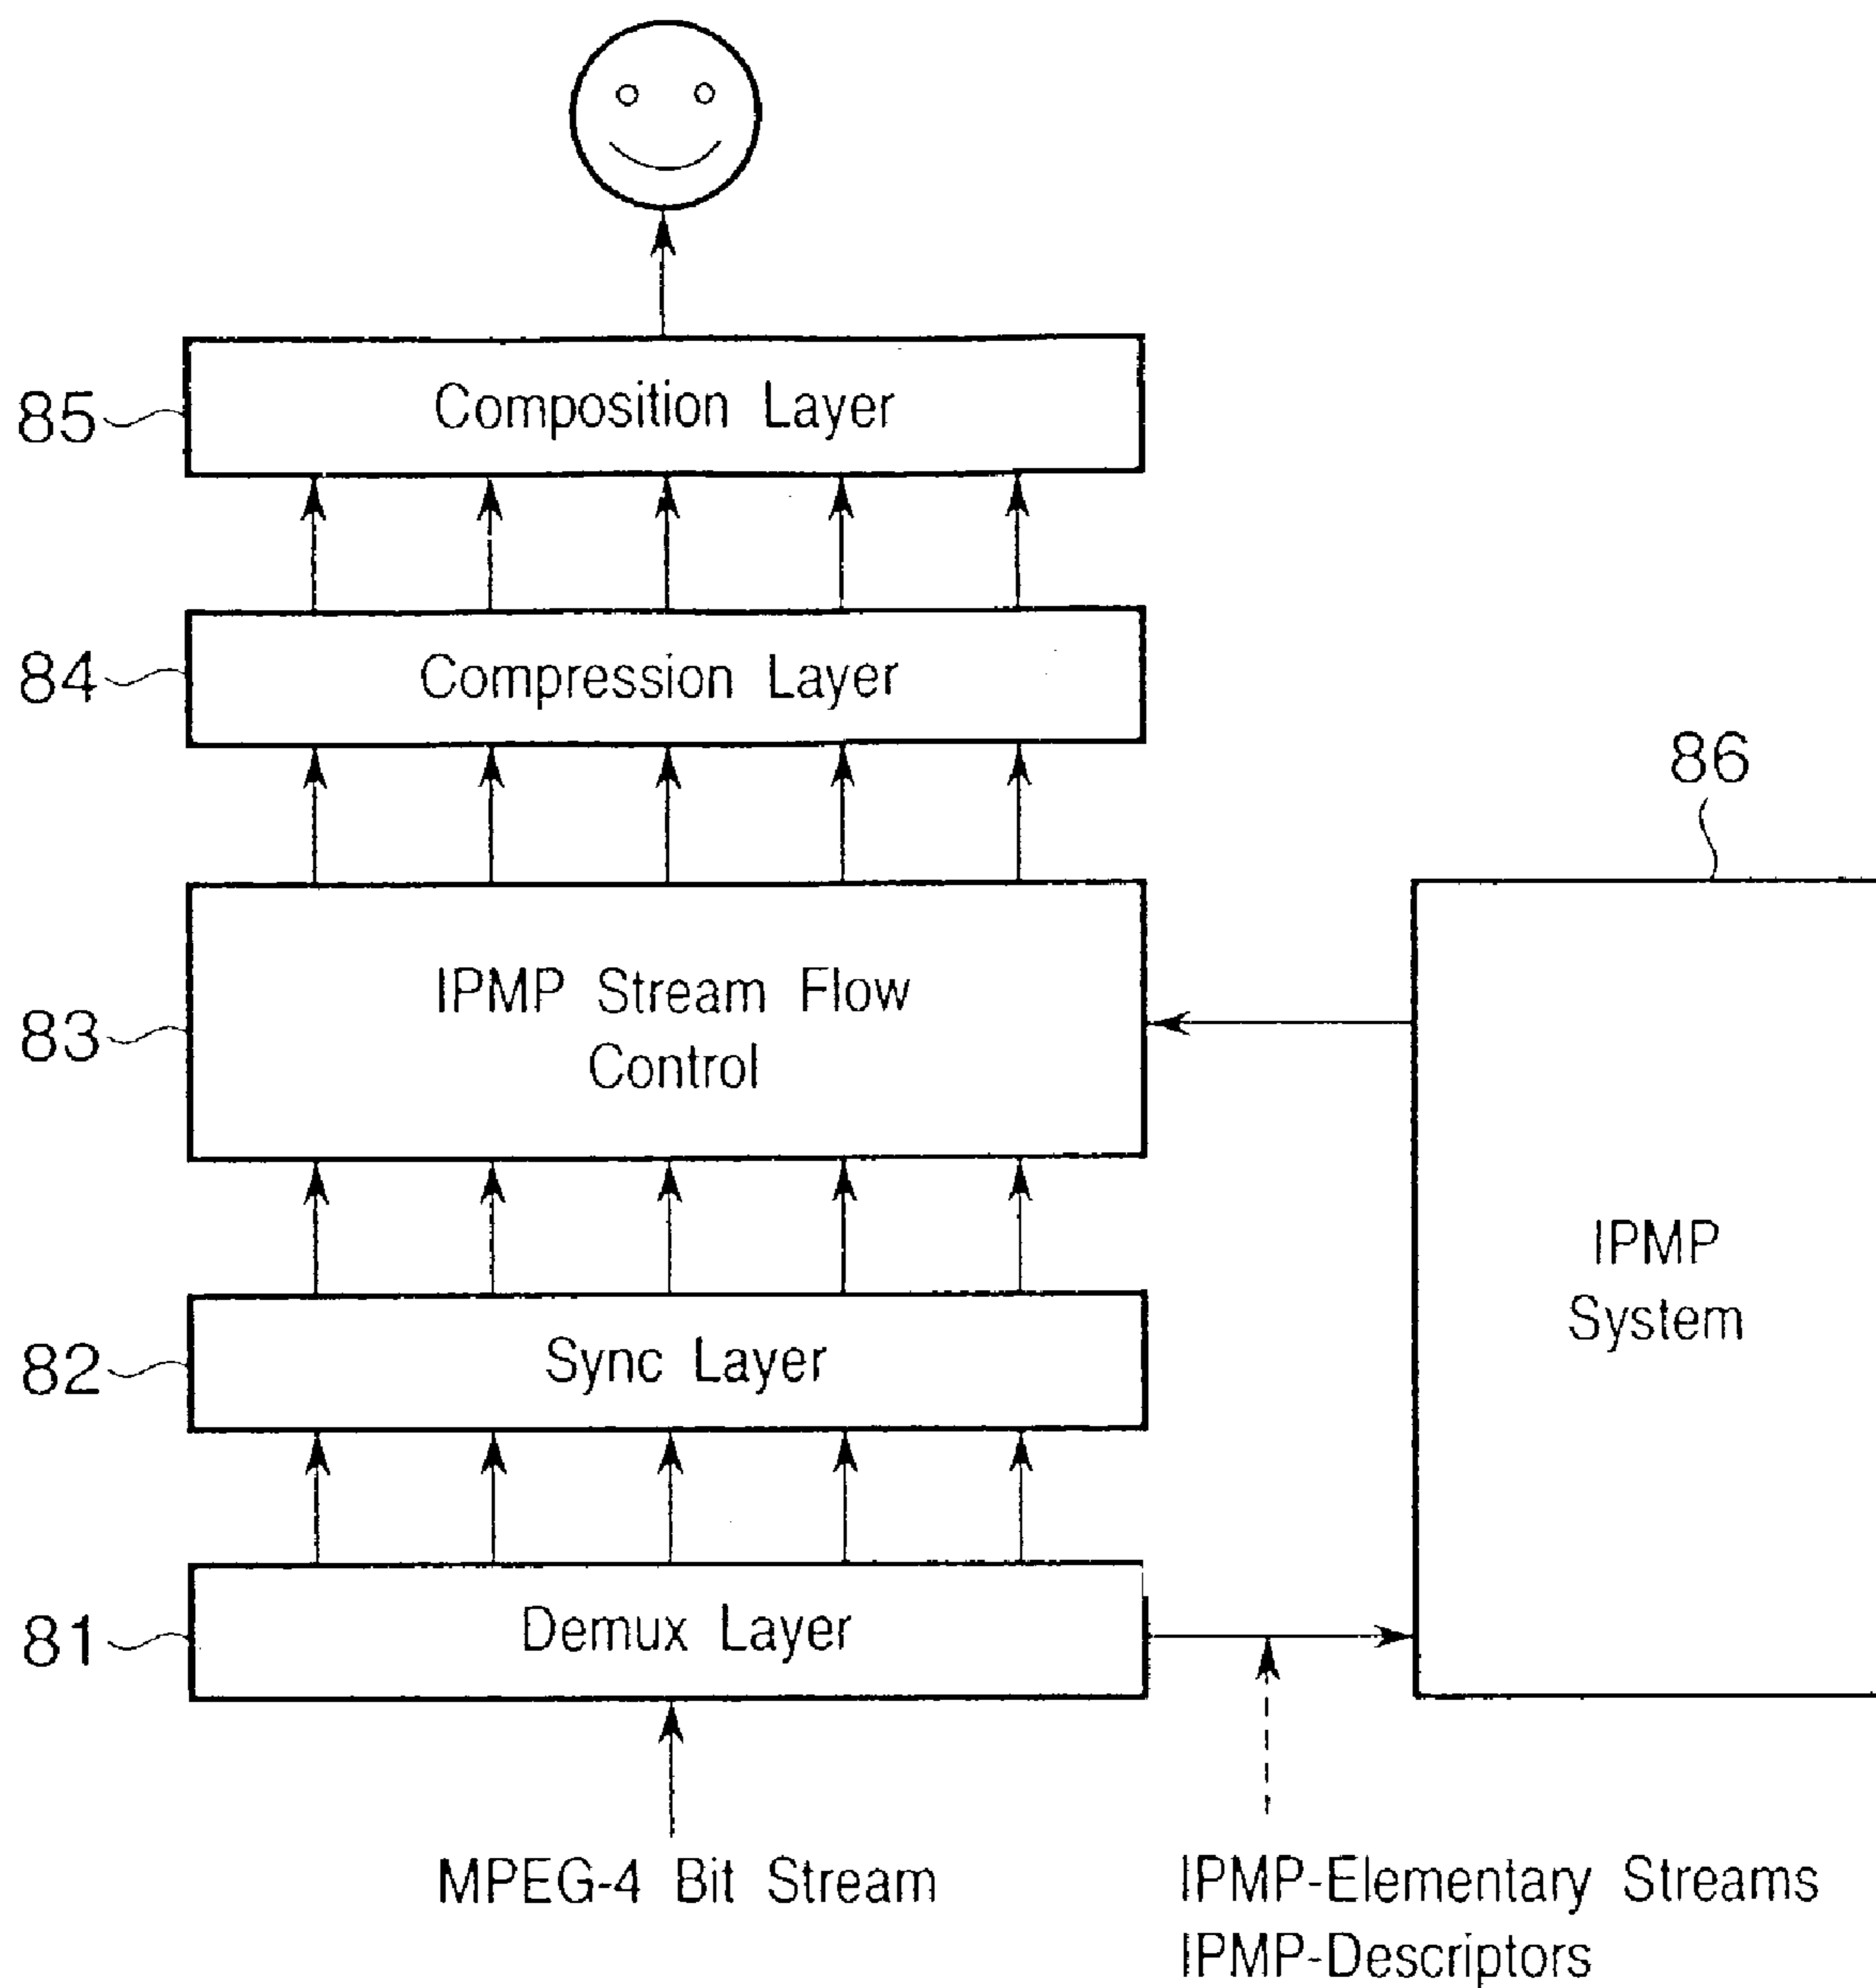 85
Composition Layer
84
Compression Layer
86
83
IPMP Stream Flow
Control
IPMP
System
82
Sync Layer
81
Demux Layer
MPEG-4 Bit Stream
IPMP-Elementary Streams
IPMP-Descriptors